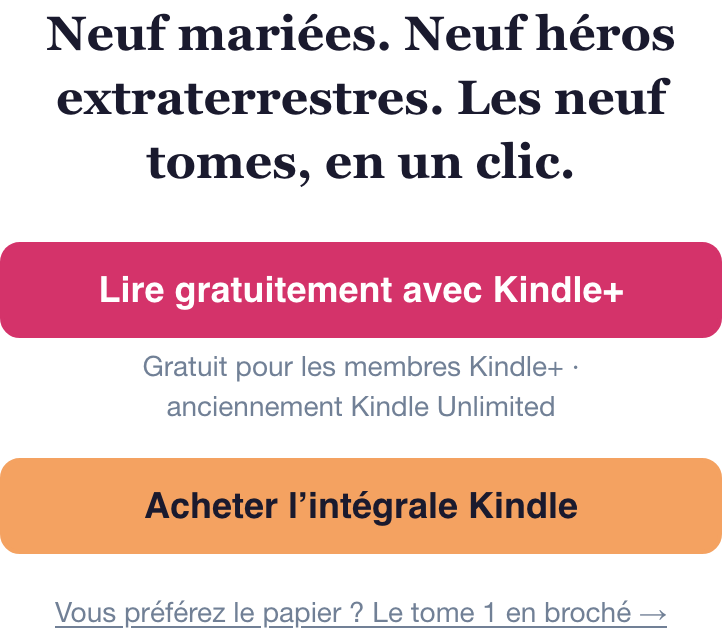 Neuf mariées. Neuf héros
extraterrestres. Les neuf
tomes, en un clic.
Lire gratuitement avec Kindle+
Gratuit pour les membres Kindle+ ·
anciennement Kindle Unlimited
Acheter l’intégrale Kindle
Vous préférez le papier ? Le tome 1 en broché →